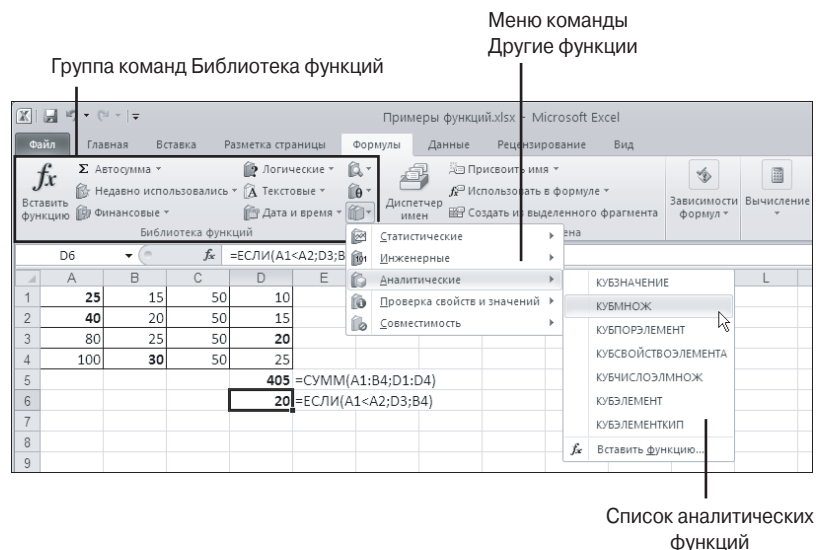 Меню команды
Другие функции
Группа команд Библиотека функций
Примеры функций.xlsx - Microsoft Excel
Файл Главная Вставка Разметка страницы Формулы Данные Рецензирование Вид
fx Вставить функцию
Σ Автосумма
Недавно использовались
Финансовые
Логические
Текстовые
Дата и время
Библиотека функций
Диспетчер имен
Присвоить имя
Использовать в формуле
Создать из выделенного фрагмента
Зависимости формул
Вычисление
D6 fx =ЕСЛИ(A1<A2;D3;B
Статистические
Инженерные
Аналитические
Проверка свойств и значений
Совместимость
КУБЗНАЧЕНИЕ
КУБМНОЖ
КУБПОРЭЛЕМЕНТ
КУБСВОЙСТВОЭЛЕМЕНТА
КУБЧИСЛОЭЛМНОЖ
КУБЭЛЕМЕНТ
КУБЭЛЕМЕНТКИП
fx Вставить функцию...
A B C D E L
1 25 15 50 10
2 40 20 50 15
3 80 25 50 20
4 100 30 50 25
5 405 =СУММ(A1:B4;D1:D4)
6 20 =ЕСЛИ(A1<A2;D3;B4)
7
8
9
Список аналитических
функций